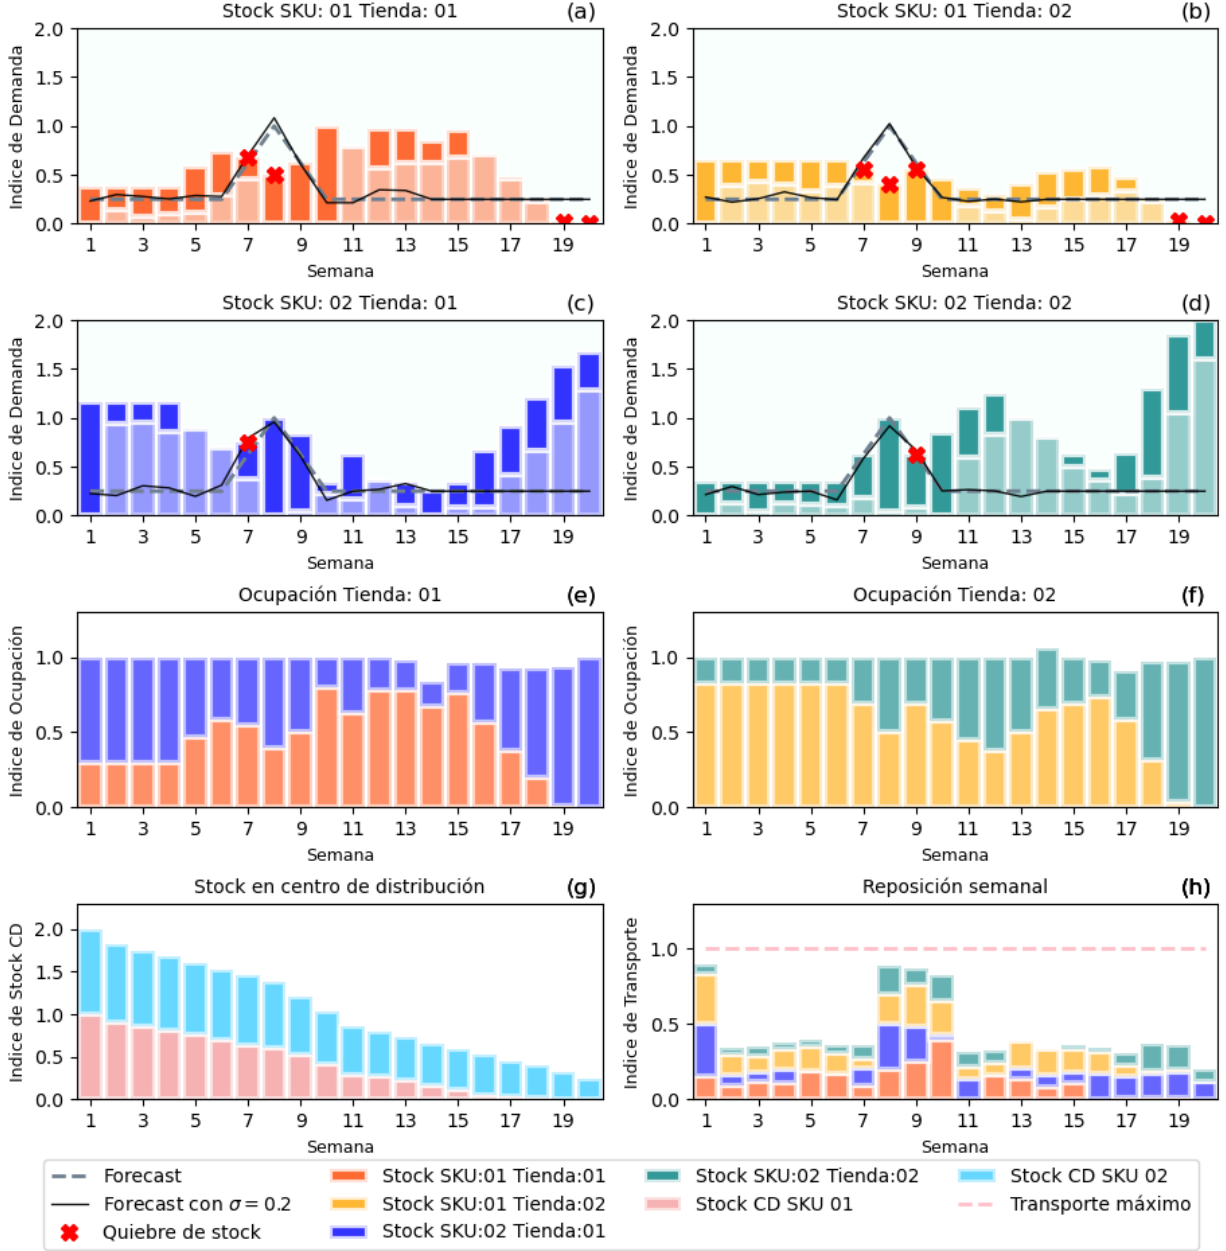 Stock SKU: 01 Tienda: 01 (a)
Indice de Demanda
2.0
1.5
1.0
0.5
0.0
1 3 5 7 9 11 13 15 17 19
Semana
Stock SKU: 01 Tienda: 02 (b)
Indice de Demanda
2.0
1.5
1.0
0.5
0.0
1 3 5 7 9 11 13 15 17 19
Semana
Stock SKU: 02 Tienda: 01 (c)
Indice de Demanda
2.0
1.5
1.0
0.5
0.0
1 3 5 7 9 11 13 15 17 19
Semana
Stock SKU: 02 Tienda: 02 (d)
Indice de Demanda
2.0
1.5
1.0
0.5
0.0
1 3 5 7 9 11 13 15 17 19
Semana
Ocupación Tienda: 01 (e)
Indice de Ocupación
1.0
0.5
0.0
1 3 5 7 9 11 13 15 17 19
Semana
Ocupación Tienda: 02 (f)
Indice de Ocupación
1.0
0.5
0.0
1 3 5 7 9 11 13 15 17 19
Semana
Stock en centro de distribución (g)
Indice de Stock CD
2.0
1.5
1.0
0.5
0.0
1 3 5 7 9 11 13 15 17 19
Semana
Reposición semanal (h)
Indice de Transporte
1.0
0.5
0.0
1 3 5 7 9 11 13 15 17 19
Semana
Forecast
Forecast con σ = 0.2
Quiebre de stock
Stock SKU:01 Tienda:01
Stock SKU:01 Tienda:02
Stock SKU:02 Tienda:01
Stock SKU:02 Tienda:02
Stock CD SKU 01
Stock CD SKU 02
Transporte máximo